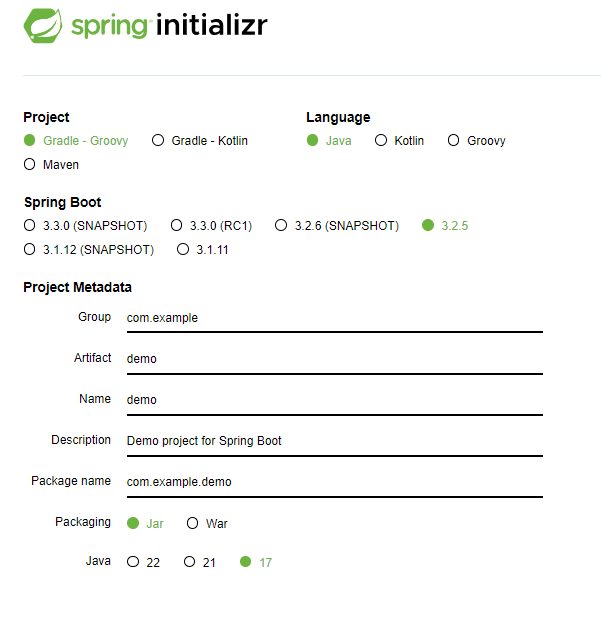 spring initializr
Project
Language
Gradle - Groovy Gradle - Kotlin
Java Kotlin Groovy
Maven
Spring Boot
3.3.0 (SNAPSHOT) 3.3.0 (RC1) 3.2.6 (SNAPSHOT) 3.2.5
3.1.12 (SNAPSHOT) 3.1.11
Project Metadata
Group com.example
Artifact demo
Name demo
Description Demo project for Spring Boot
Package name com.example.demo
Packaging Jar War
Java 22 21 17